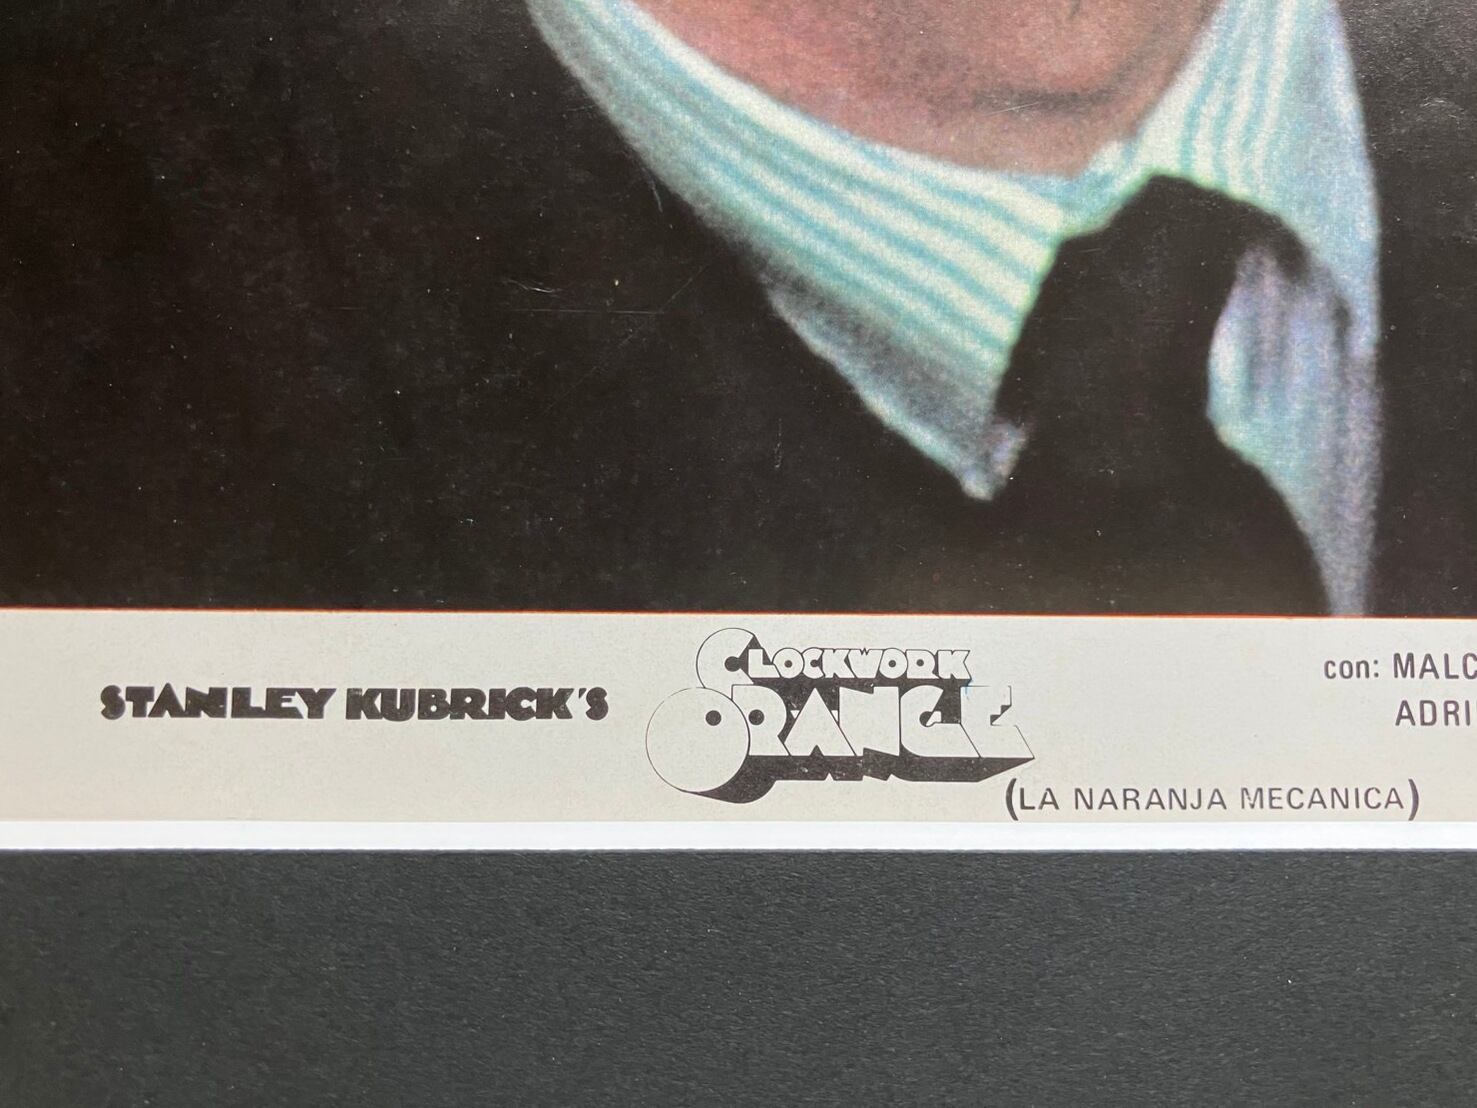 STANLEY KUBRICK'S
CLOCKWORK
ORANGE
(LA NARANJA MECANICA)
con: MALC
ADRI